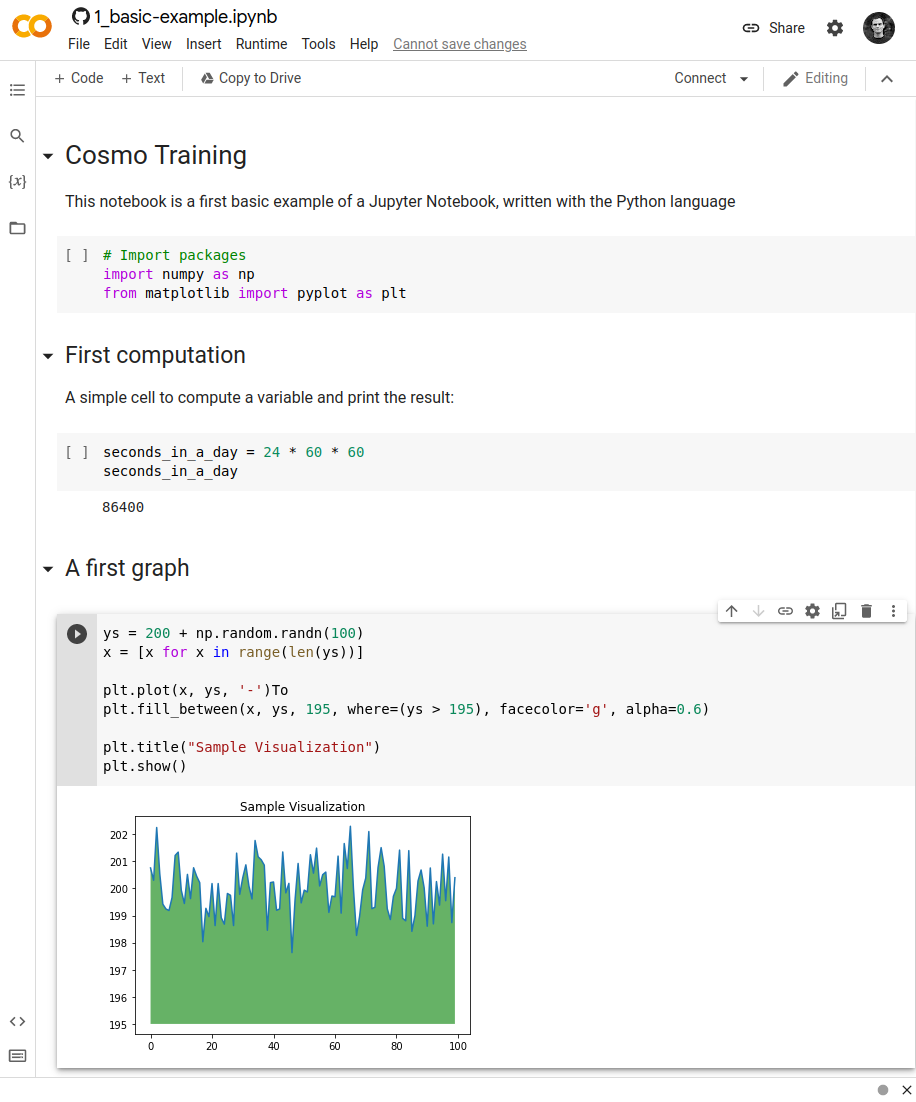 1_basic-example.ipynb
File Edit View Insert Runtime Tools Help Cannot save changes
Share
+ Code + Text Copy to Drive
Connect Editing
{x}
Cosmo Training
This notebook is a first basic example of a Jupyter Notebook, written with the Python language
[ ] # Import packages
import numpy as np
from matplotlib import pyplot as plt
First computation
A simple cell to compute a variable and print the result:
[ ] seconds_in_a_day = 24 * 60 * 60
seconds_in_a_day
86400
A first graph
ys = 200 + np.random.randn(100)
x = [x for x in range(len(ys))]
plt.plot(x, ys, '-')To
plt.fill_between(x, ys, 195, where=(ys > 195), facecolor='g', alpha=0.6)
plt.title("Sample Visualization")
plt.show()
Sample Visualization
202
201
200
199
198
197
196
195
0 20 40 60 80 100